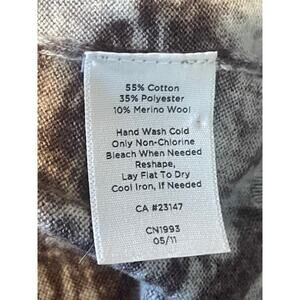 55% Cotton
35% Polyester
10% Merino Wool
Hand Wash Cold
Only Non-Chlorine
Bleach When Needed
Reshape,
Lay Flat To Dry
Cool Iron, If Needed
CA #23147
CN1993
05/11